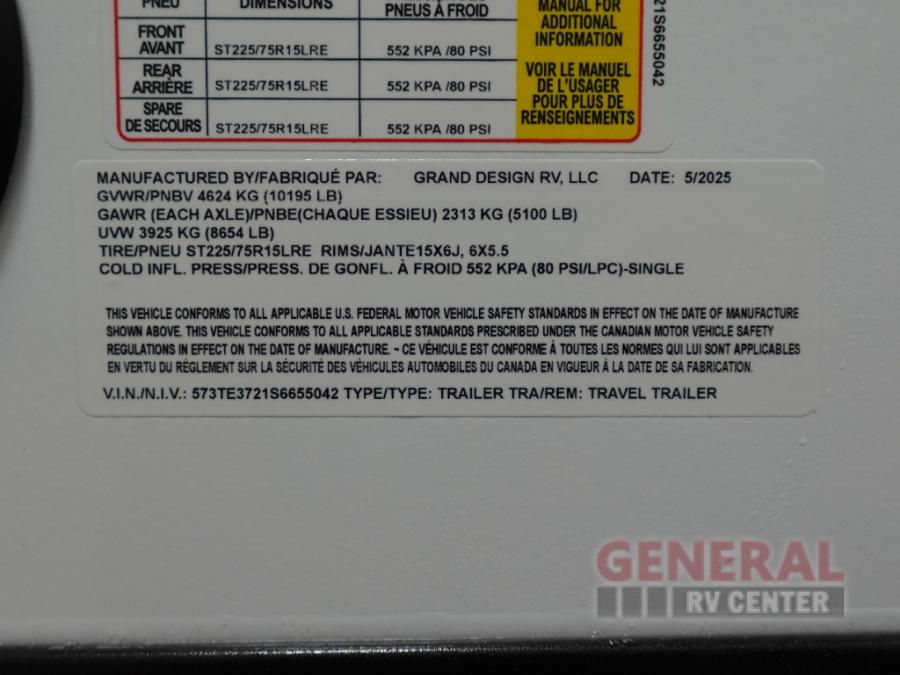 PNEU DIMENSIONS PNEUS À FROID
FRONT
AVANT ST225/75R15LRE 552 KPA /80 PSI
REAR
ARRIÈRE ST225/75R15LRE 552 KPA /80 PSI
SPARE
DE SECOURS ST225/75R15LRE 552 KPA /80 PSI
MANUAL FOR
ADDITIONAL
INFORMATION
VOIR LE MANUEL
DE L'USAGER
POUR PLUS DE
RENSEIGNEMENTS
21S6655042
MANUFACTURED BY/FABRIQUÉ PAR: GRAND DESIGN RV, LLC DATE: 5/2025
GVWR/PNBV 4624 KG (10195 LB)
GAWR (EACH AXLE)/PNBE(CHAQUE ESSIEU) 2313 KG (5100 LB)
UVW 3925 KG (8654 LB)
TIRE/PNEU ST225/75R15LRE RIMS/JANTE15X6J, 6X5.5
COLD INFL. PRESS/PRESS. DE GONFL. À FROID 552 KPA (80 PSI/LPC)-SINGLE
THIS VEHICLE CONFORMS TO ALL APPLICABLE U.S. FEDERAL MOTOR VEHICLE SAFETY STANDARDS IN EFFECT ON THE DATE OF MANUFACTURE
SHOWN ABOVE. THIS VEHICLE CONFORMS TO ALL APPLICABLE STANDARDS PRESCRIBED UNDER THE CANADIAN MOTOR VEHICLE SAFETY
REGULATIONS IN EFFECT ON THE DATE OF MANUFACTURE. ~ CE VÉHICULE EST CONFORME À TOUTES LES NORMES QUI LUI SONT APPLICABLES
EN VERTU DU RÉGLEMENT SUR LA SÉCURITÉ DES VÉHICULES AUTOMOBILES DU CANADA EN VIGUEUR À LA DATE DE SA FABRICATION.
V.I.N./N.I.V.: 573TE3721S6655042 TYPE/TYPE: TRAILER TRA/REM: TRAVEL TRAILER
GENERAL
RV CENTER